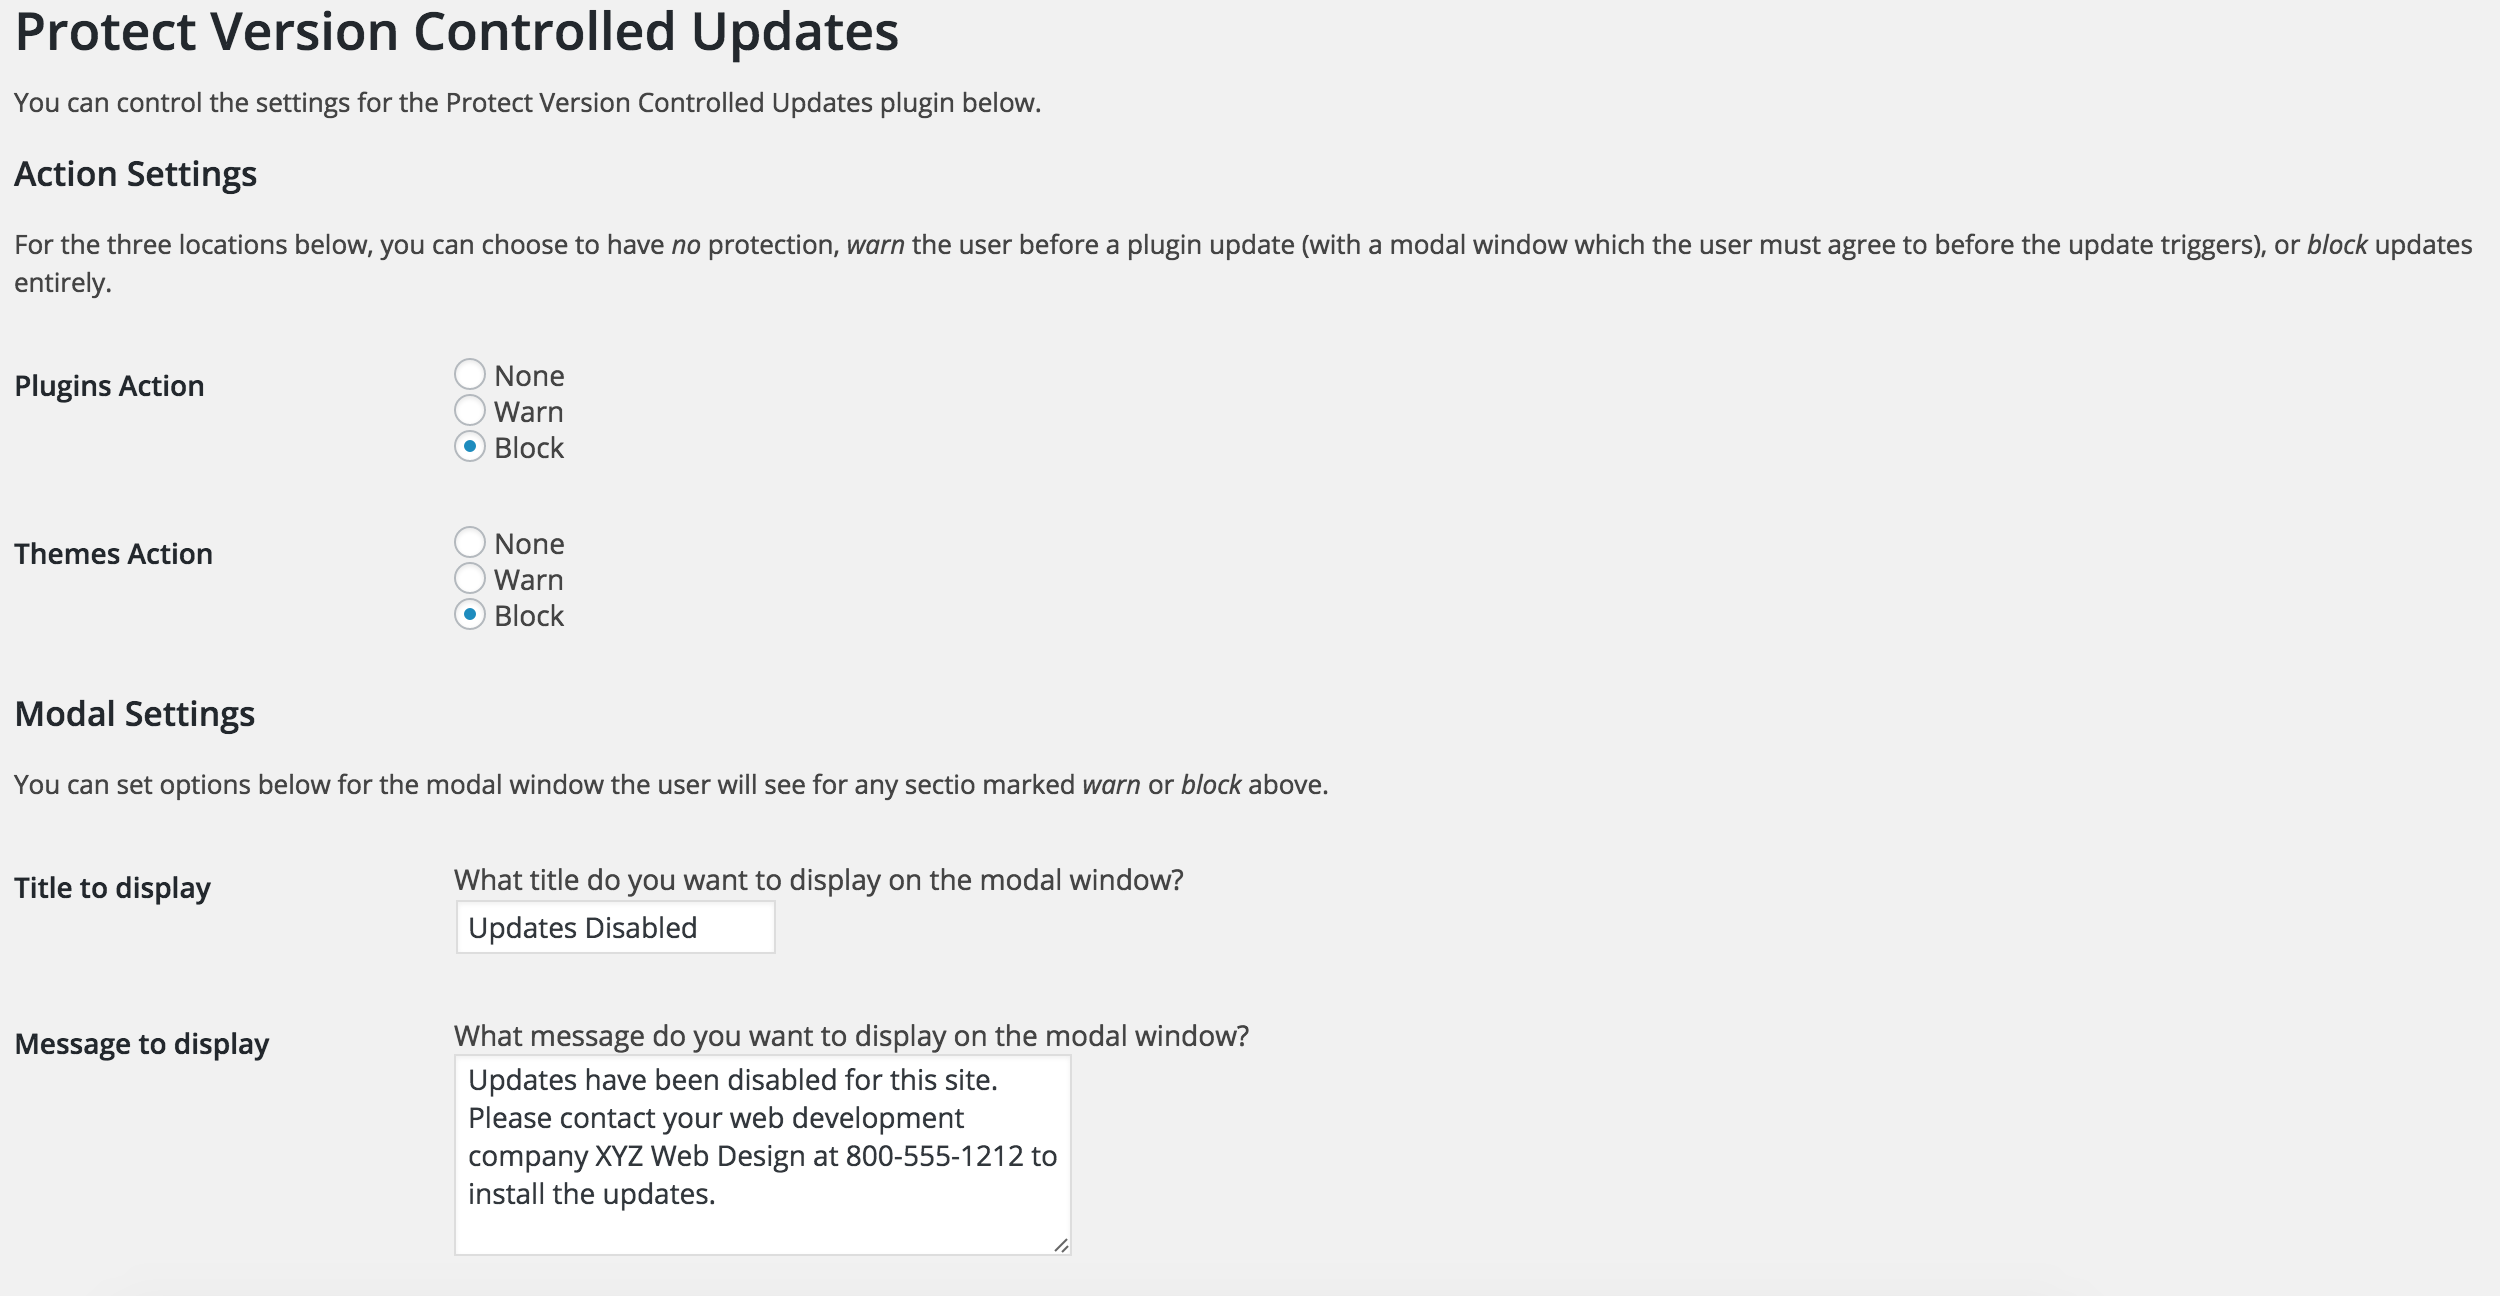 Protect Version Controlled Updates
You can control the settings for the Protect Version Controlled Updates plugin below.
Action Settings
For the three locations below, you can choose to have no protection, warn the user before a plugin update (with a modal window which the user must agree to before the update triggers), or block updates
entirely.
Plugins Action
None
Warn
Block
Themes Action
None
Warn
Block
Modal Settings
You can set options below for the modal window the user will see for any sectio marked warn or block above.
Title to display
What title do you want to display on the modal window?
Updates Disabled
Message to display
What message do you want to display on the modal window?
Updates have been disabled for this site.
Please contact your web development
company XYZ Web Design at 800-555-1212 to
install the updates.